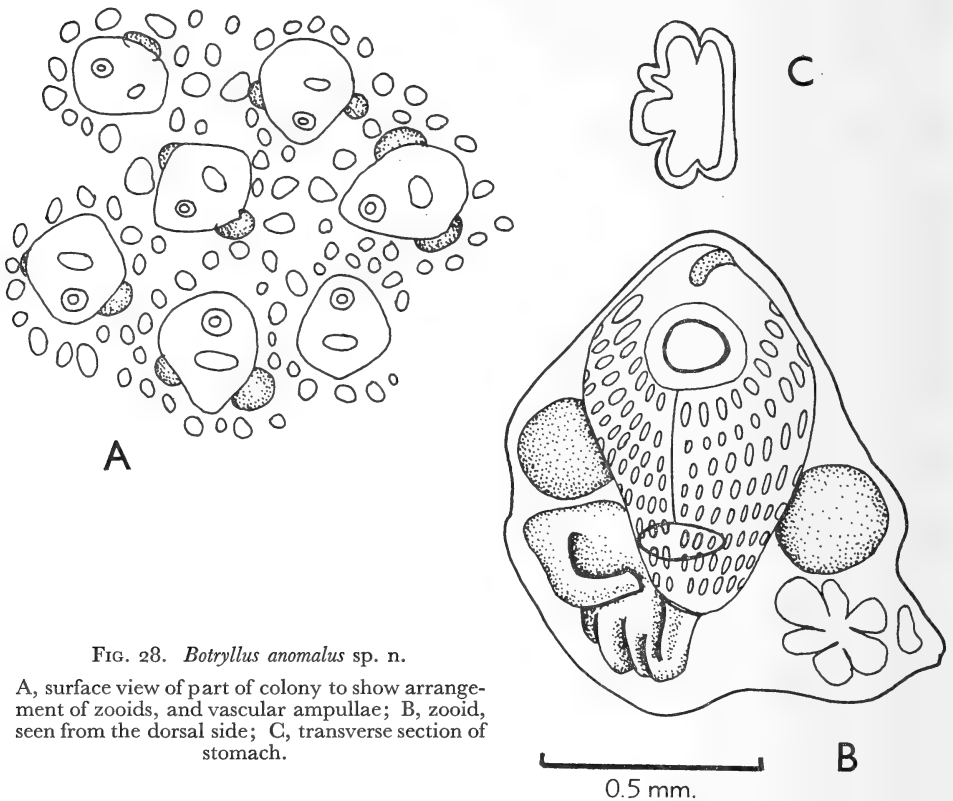 C
A
FIG. 28. Botryllus anomalus sp. n.
A, surface view of part of colony to show arrange-
ment of zooids, and vascular ampullae; B, zooid,
seen from the dorsal side; C, transverse section of
stomach.
B
0.5 mm.